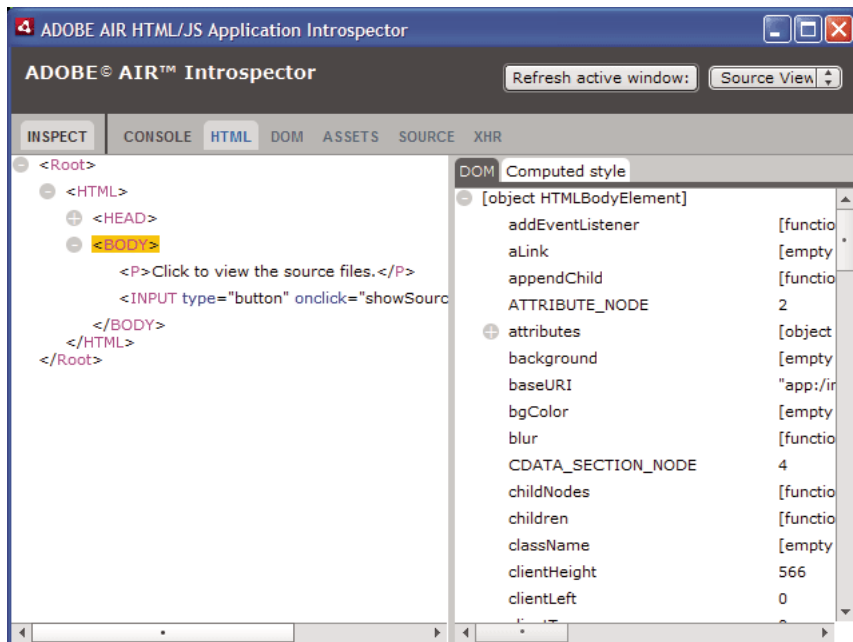 ADOBE AIR HTML/JS Application Introspector
ADOBE© AIR™ Introspector
Refresh active window:
Source View
INSPECT CONSOLE HTML DOM ASSETS SOURCE XHR
<Root>
<HTML>
<HEAD>
<BODY>
<P>Click to view the source files.</P>
<INPUT type="button" onclick="showSourc
</BODY>
</HTML>
</Root>
DOM Computed style
[object HTMLBodyElement]
addEventListener [functio
aLink [empty
appendChild [functio
ATTRIBUTE_NODE 2
attributes [object
background [empty
baseURI "app:/in
bgColor [empty
blur [functio
CDATA_SECTION_NODE 4
childNodes [functio
children [functio
className [empty
clientHeight 566
clientLeft 0